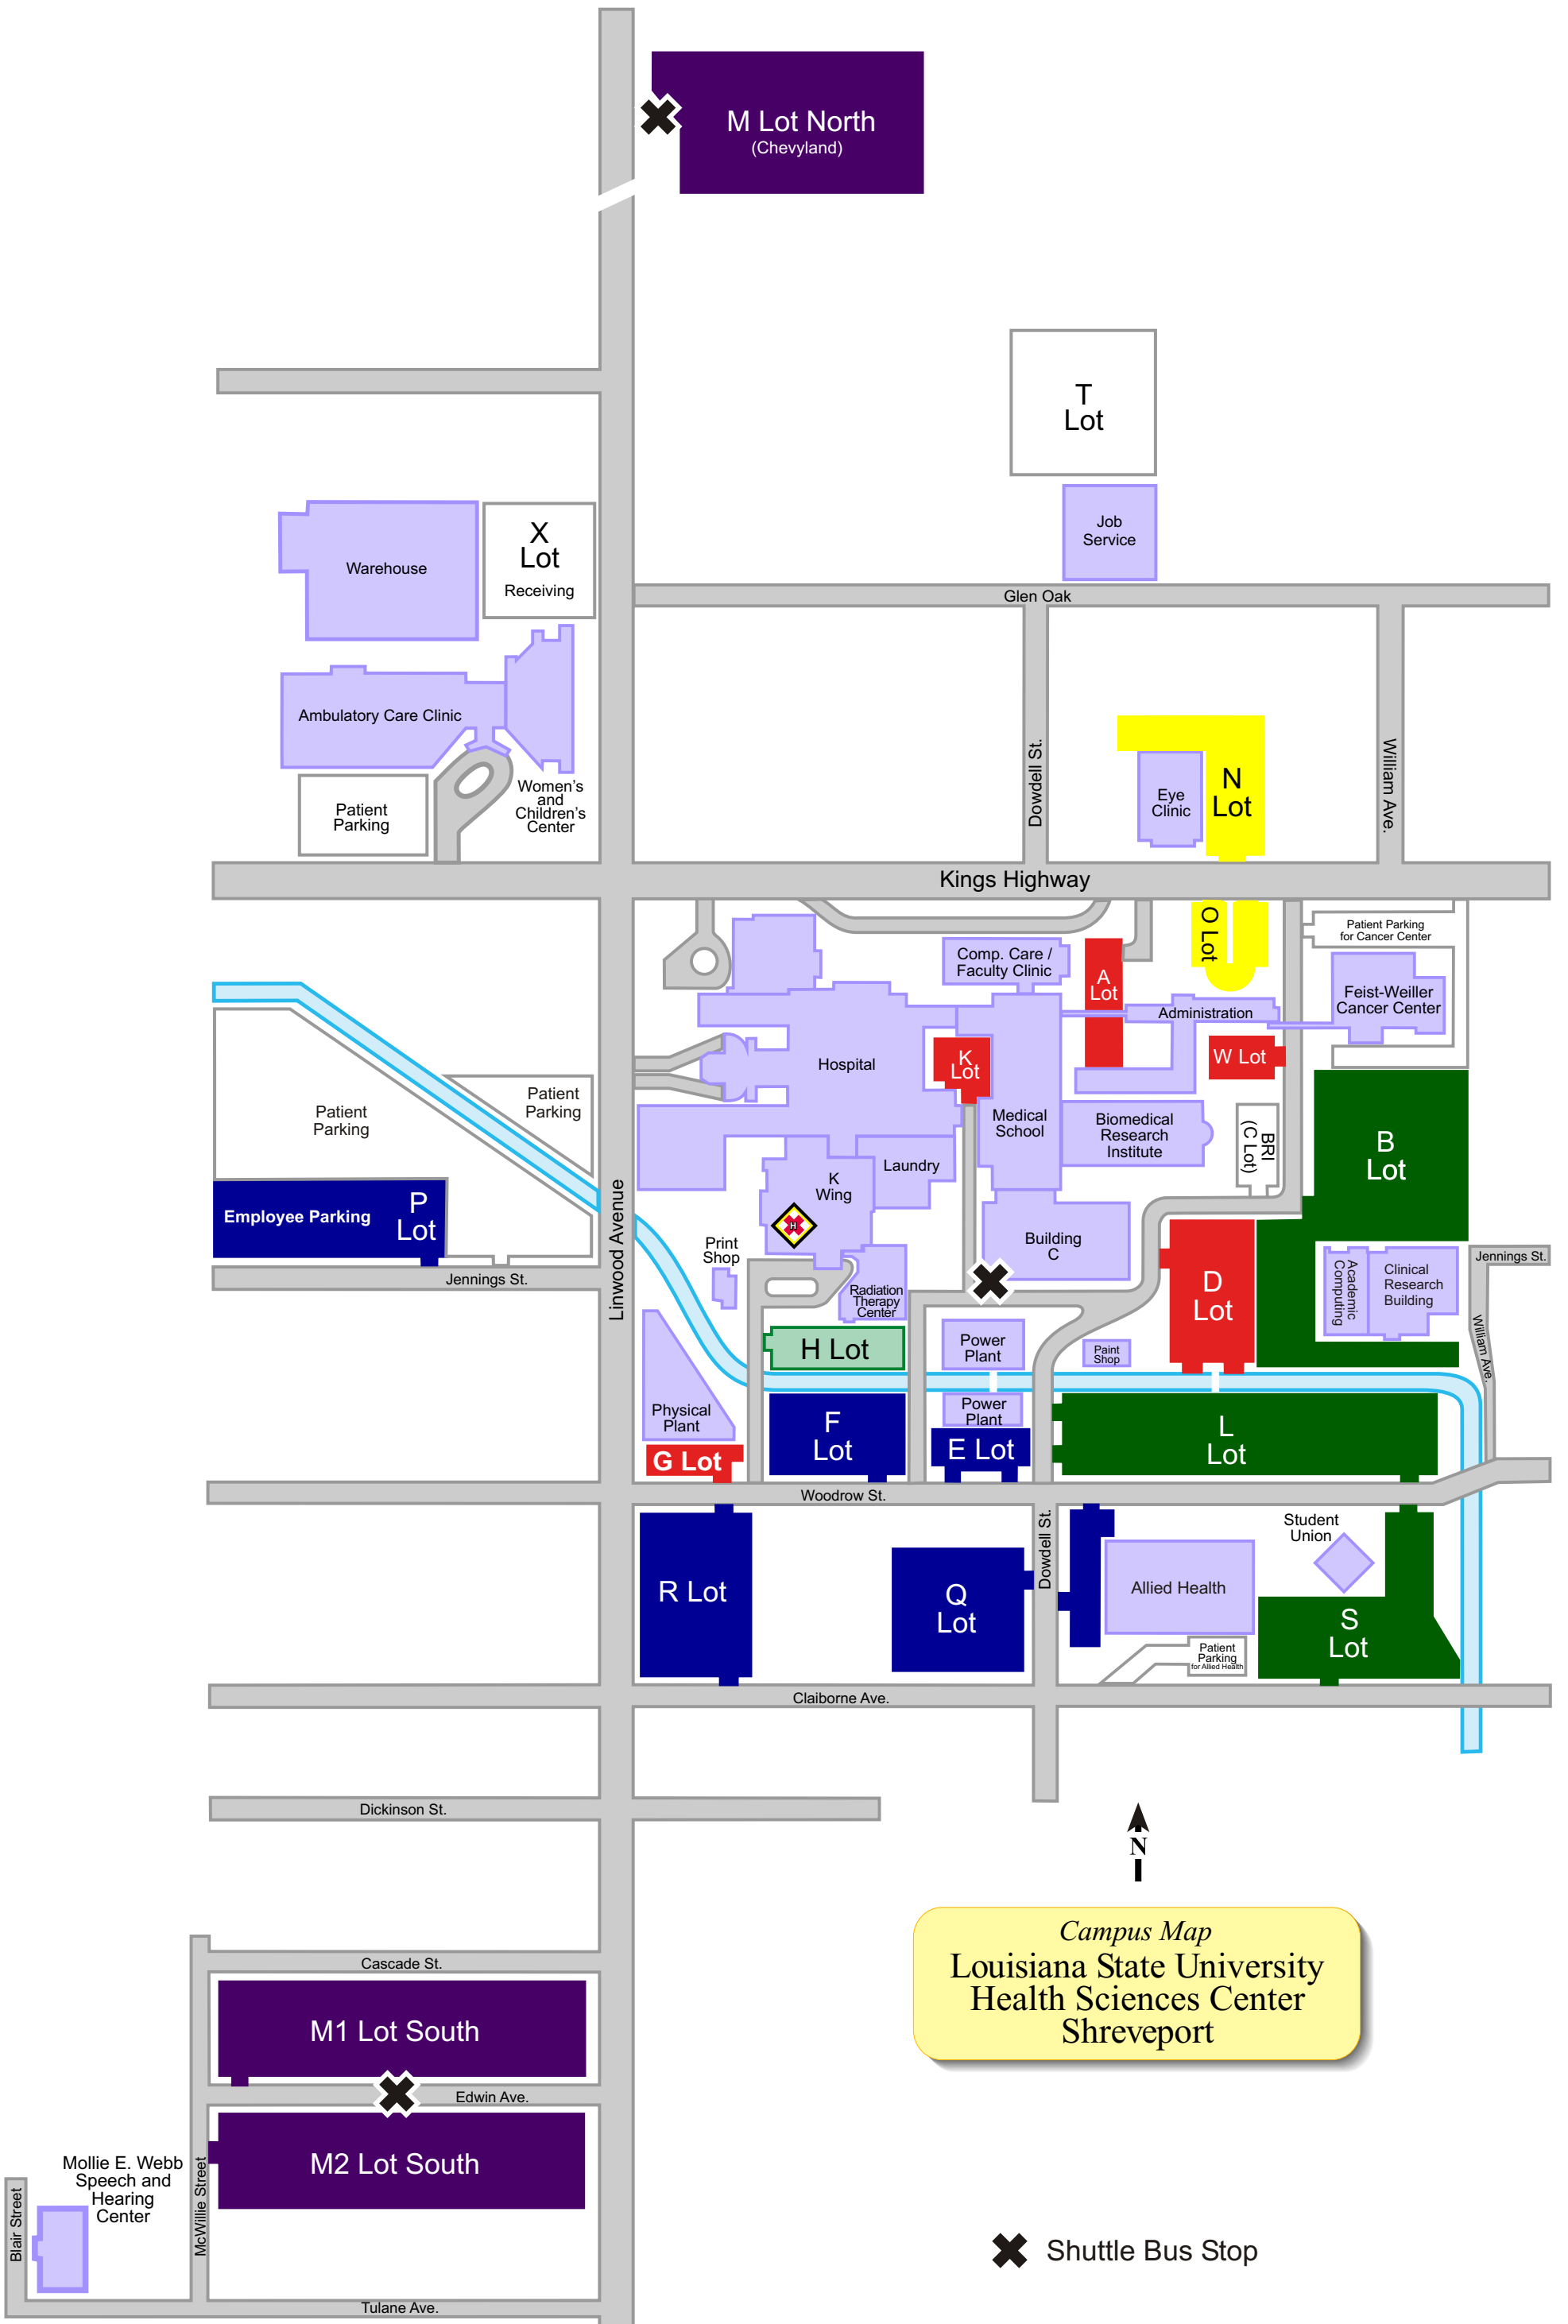 M Lot North
(Chevyland)
T
Lot
Job
Service
X
Lot
Receiving
Warehouse
Glen Oak
Ambulatory Care Clinic
Women's
and
Children's
Center
Patient
Parking
Dowdell St.
William Ave.
Eye
Clinic
N
Lot
Kings Highway
O Lot
Patient Parking
for Cancer Center
Comp. Care /
Faculty Clinic
A
Lot
Feist-Weiller
Cancer Center
Administration
Hospital
K
Lot
W Lot
Patient
Parking
Patient
Parking
Medical
School
Biomedical
Research
Institute
BRI
(C Lot)
B
Lot
Laundry
K
Wing
H
Employee Parking
P
Lot
Linwood Avenue
Print
Shop
Building
C
Jennings St.
Jennings St.
Radiation
Therapy
Center
D
Lot
Academic
Computing
Clinical
Research
Building
William Ave.
H Lot
Power
Plant
Paint
Shop
Physical
Plant
F
Lot
Power
Plant
E Lot
L
Lot
G Lot
Woodrow St.
Student
Union
Dowdell St.
R Lot
Q
Lot
Allied Health
S
Lot
Patient
Parking
for Allied Health
Claiborne Ave.
Dickinson St.
N
Campus Map
Louisiana State University
Health Sciences Center
Shreveport
Cascade St.
M1 Lot South
Edwin Ave.
M2 Lot South
Mollie E. Webb
Speech and
Hearing
Center
McWillie Street
Blair Street
Shuttle Bus Stop
Tulane Ave.